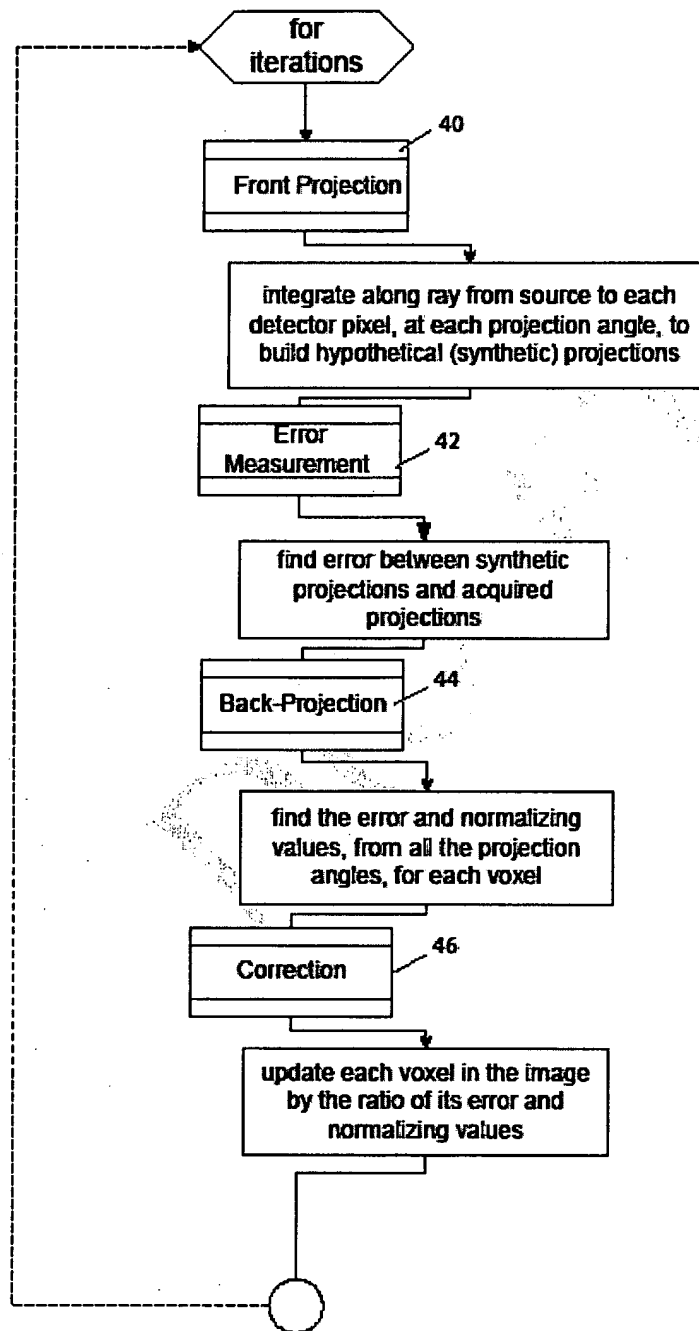 for
iterations
40
Front Projection
integrate along ray from source to each
detector pixel, at each projection angle, to
build hypothetical (synthetic) projections
Error
Measurement
42
find error between synthetic
projections and acquired
projections
44
Back-Projection
find the error and normalizing
values, from all the projection
angles, for each voxel
46
Correction
update each voxel in the image
by the ratio of its error and
normalizing values